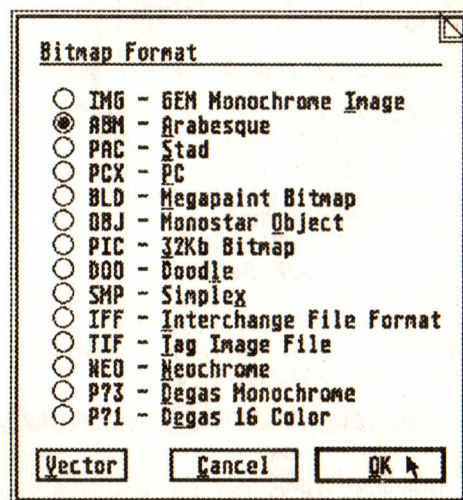 Bitmap Format
IMG - GEM Monochrome Image
ABM - Arabesque
PAC - Stad
PCX - PC
BLD - Megapaint Bitmap
OBJ - Monostar Object
PIC - 32Kb Bitmap
DOO - Doodle
SMP - Simplex
IFF - Interchange File Format
TIF - Tag Image File
NEO - Neochrome
P?3 - Degas Monochrome
P?1 - Degas 16 Color
Vector Cancel OK